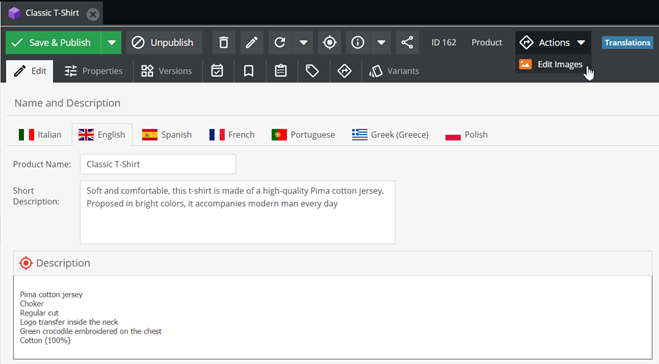 Classic T-Shirt
Save & Publish
Unpublish
ID 162
Product
Actions
Translations
Edit Images
Edit
Properties
Versions
Variants
Name and Description
Italian
English
Spanish
French
Portuguese
Greek (Greece)
Polish
Product Name:
Classic T-Shirt
Short
Description:
Soft and comfortable, this t-shirt is made of a high-quality Pima cotton jersey.
Proposed in bright colors, it accompanies modern man every day
Description
Pima cotton jersey
Choker
Regular cut
Logo transfer inside the neck
Green crocodile embroidered on the chest
Cotton (100%)